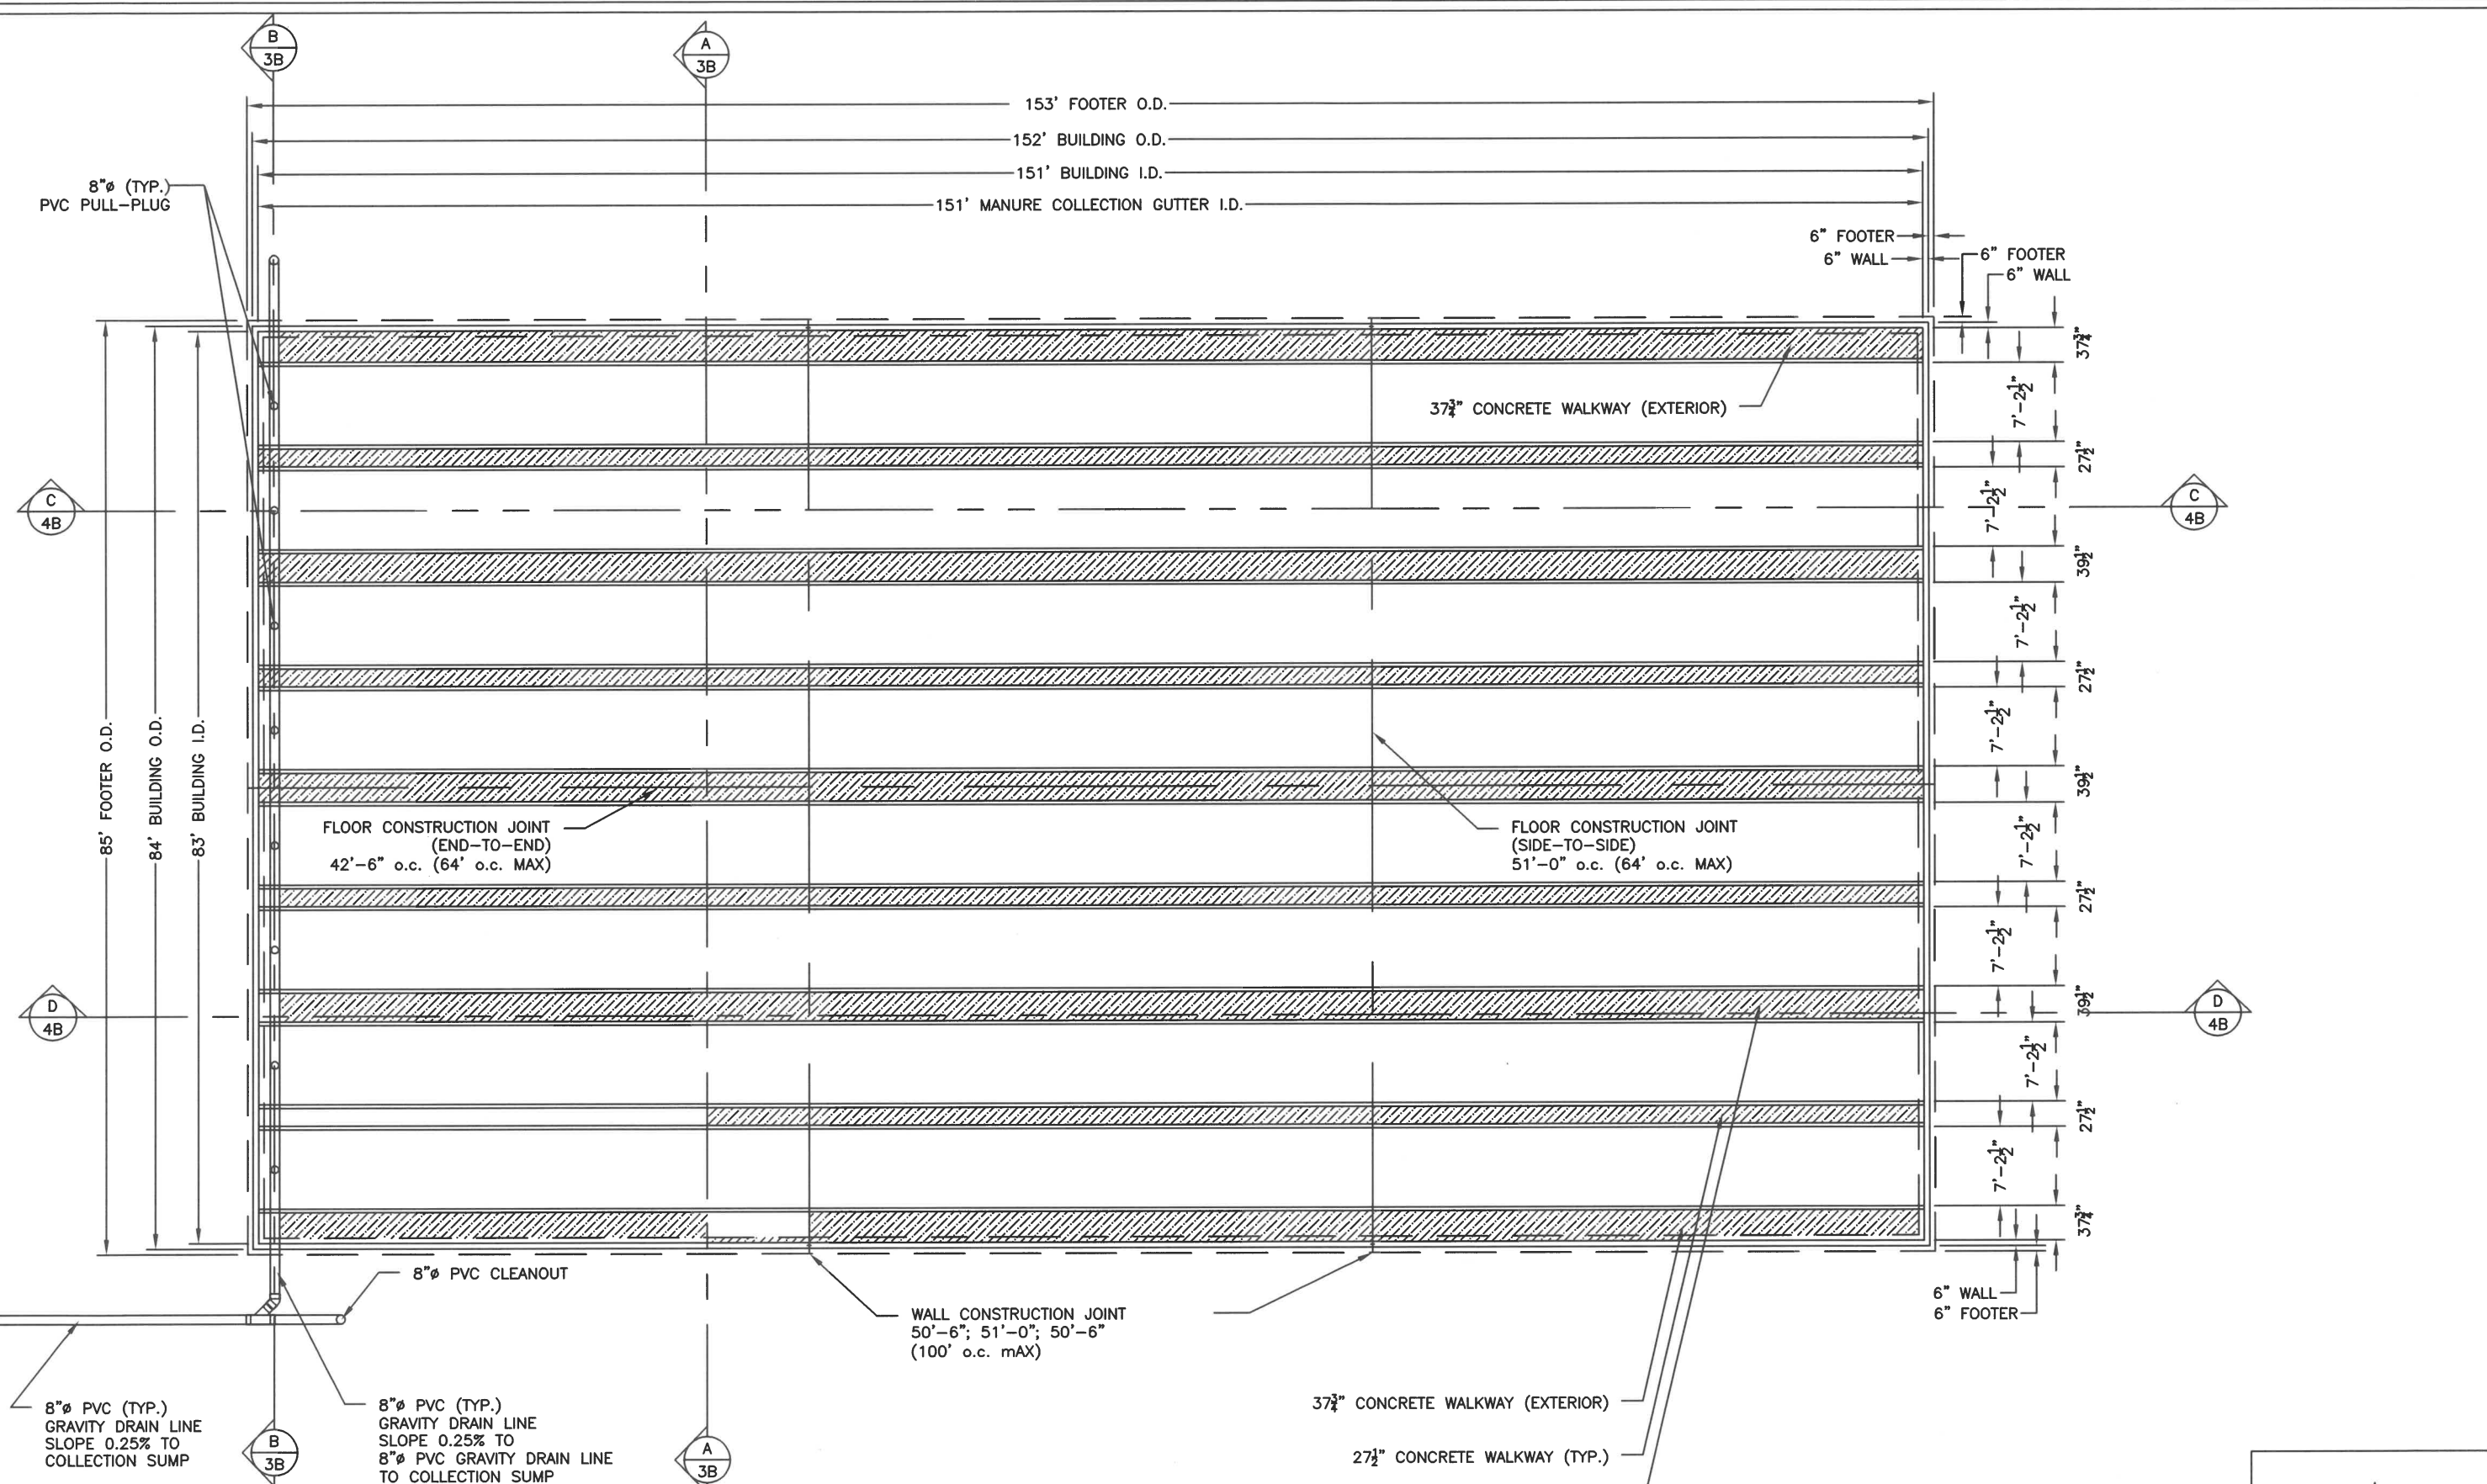 B
3B
A
3B
153' FOOTER O.D.
152' BUILDING O.D.
151' BUILDING I.D.
151' MANURE COLLECTION GUTTER I.D.
8"ø (TYP.)
PVC PULL-PLUG
6" FOOTER
6" WALL
6" FOOTER
6" WALL
37¾"
7'-2½"
37¾" CONCRETE WALKWAY (EXTERIOR)
27½"
C
4B
7'-2½"
C
4B
39½"
7'-2½"
27½"
7'-2½"
85' FOOTER O.D.
84' BUILDING O.D.
83' BUILDING I.D.
39½"
FLOOR CONSTRUCTION JOINT
(END-TO-END)
42'-6" o.c. (64' o.c. MAX)
FLOOR CONSTRUCTION JOINT
(SIDE-TO-SIDE)
51'-0" o.c. (64' o.c. MAX)
7'-2½"
27½"
7'-2½"
D
4B
39½"
D
4B
7'-2½"
27½"
7'-2½"
37¾"
8"ø PVC CLEANOUT
6" WALL
6" FOOTER
WALL CONSTRUCTION JOINT
50'-6"; 51'-0"; 50'-6"
(100' o.c. mAX)
8"ø PVC (TYP.)
GRAVITY DRAIN LINE
SLOPE 0.25% TO
COLLECTION SUMP
B
3B
8"ø PVC (TYP.)
GRAVITY DRAIN LINE
SLOPE 0.25% TO
8"ø PVC GRAVITY DRAIN LINE
TO COLLECTION SUMP
A
3B
37¾" CONCRETE WALKWAY (EXTERIOR)
27½" CONCRETE WALKWAY (TYP.)